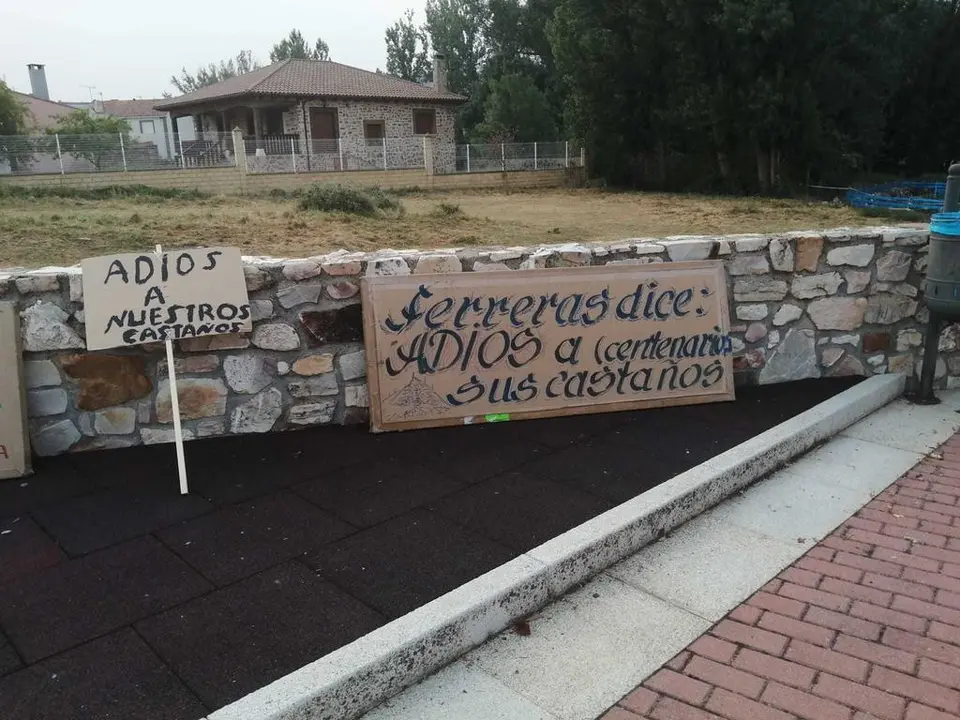 ADIOS
A
NUESTROS
CASTAÑOS
Ferreras dice:
ADIOS a (centenarios
sus castaños